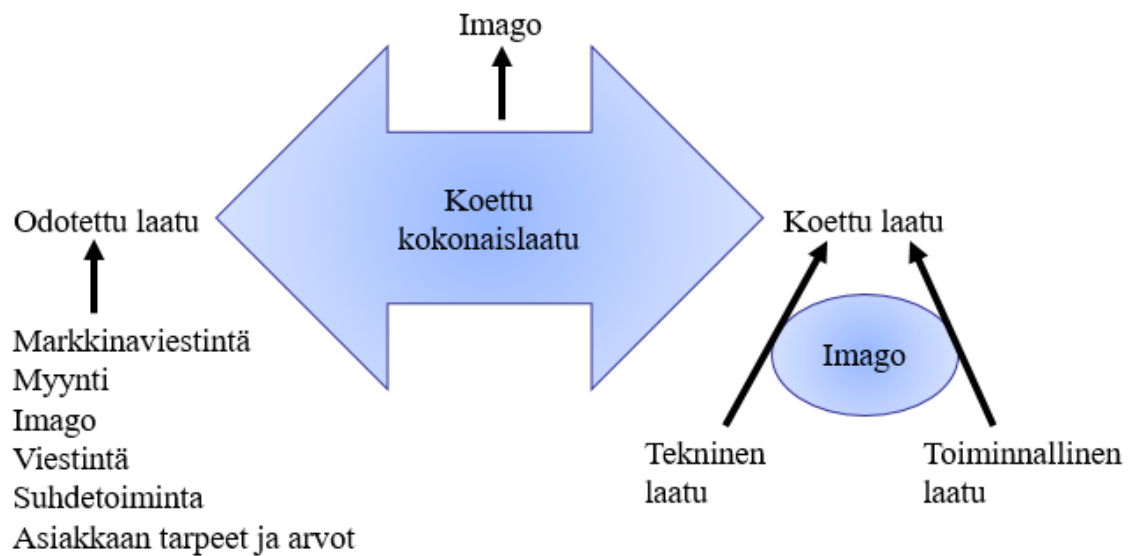 Imago
Koettu
kokonaislaatu
Odotettu laatu
Koettu laatu
Markkinaviestintä
Myynti
Imago
Viestintä
Suhdetoiminta
Asiakkaan tarpeet ja arvot
Imago
Tekninen
laatu
Toiminnallinen
laatu